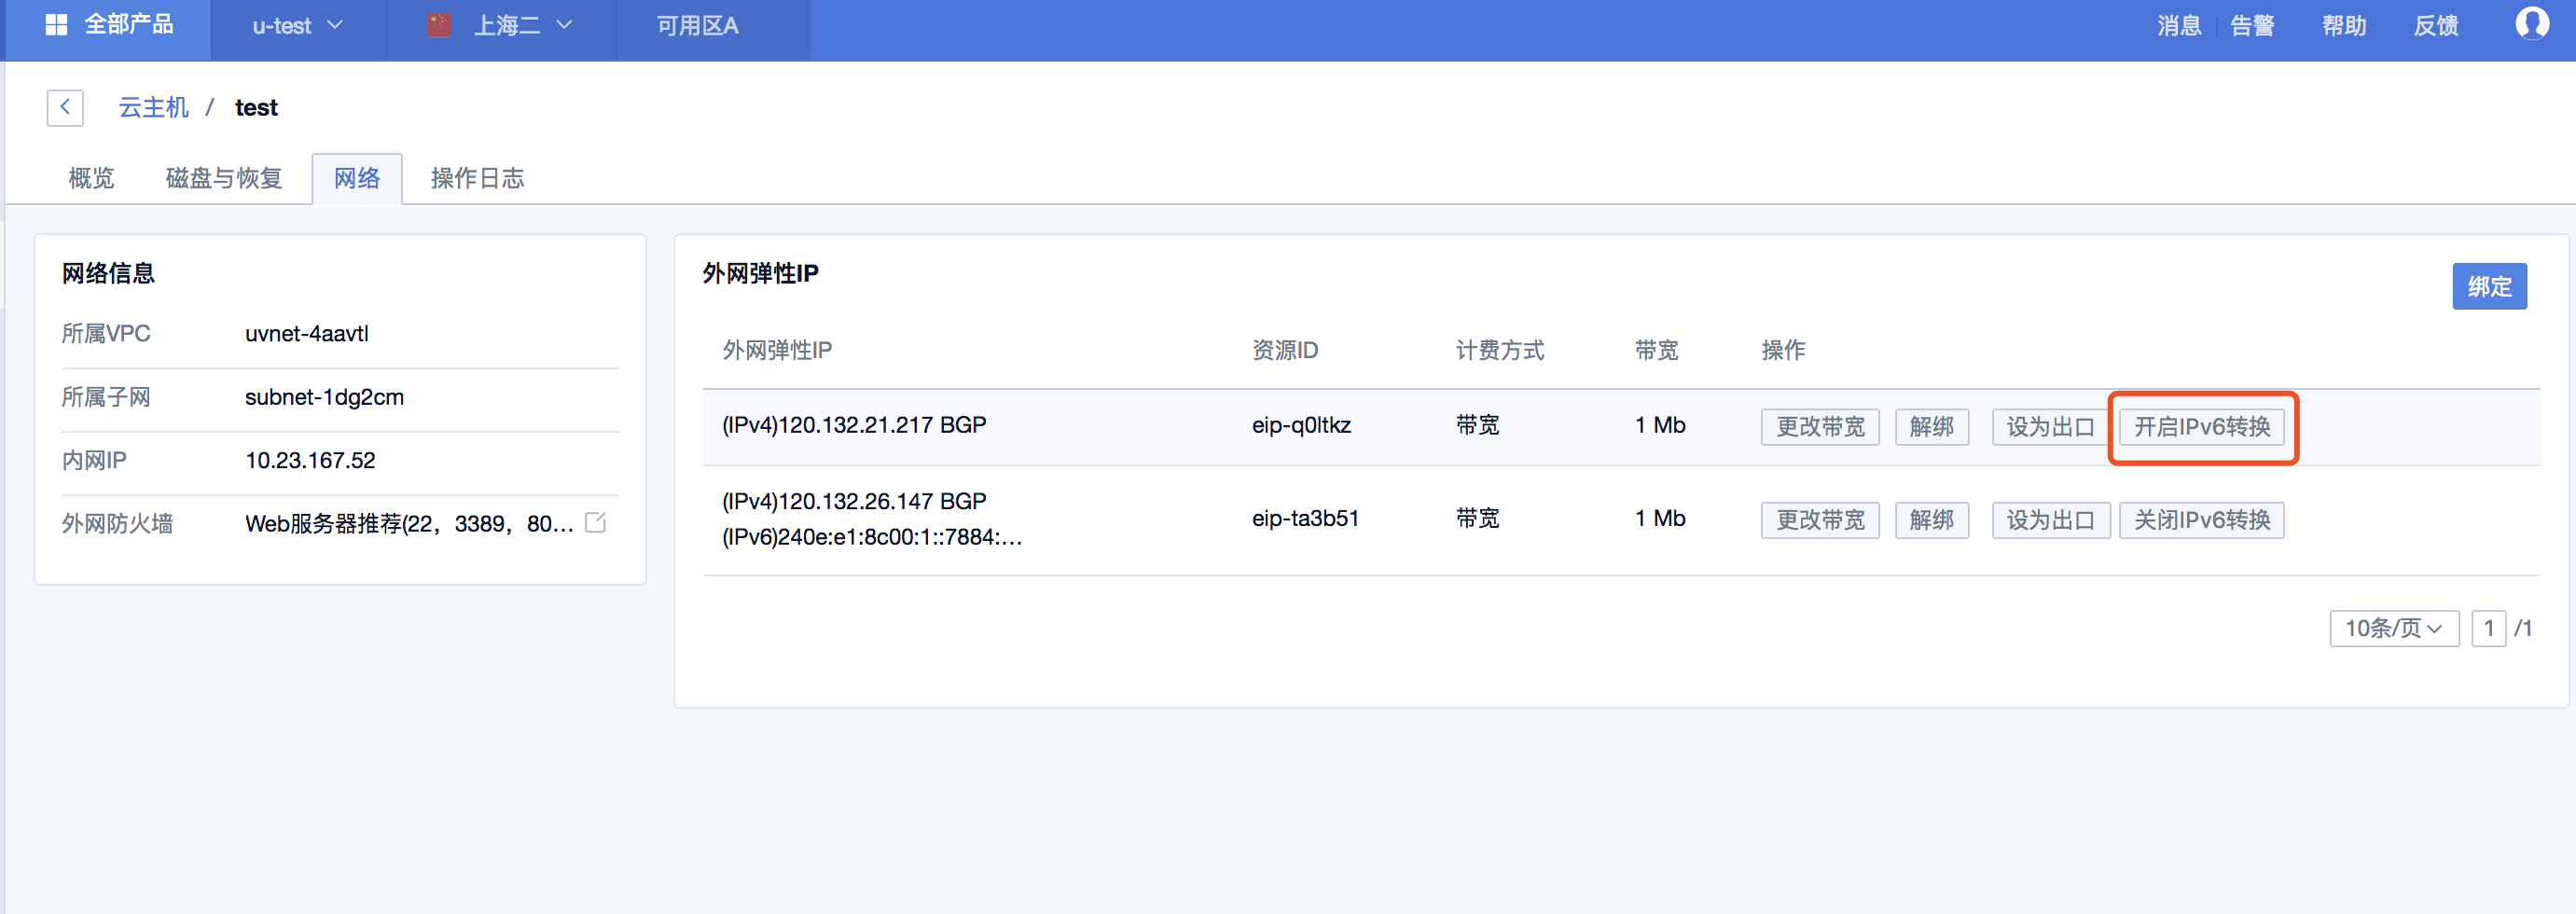 全部产品 u-test 上海二 可用区A 消息 告警 帮助 反馈
云主机 / test
概览 磁盘与恢复 网络 操作日志
网络信息
所属VPC uvnet-4aavtl
所属子网 subnet-1dg2cm
内网IP 10.23.167.52
外网防火墙 Web服务器推荐(22，3389，80...
外网弹性IP
绑定
外网弹性IP 资源ID 计费方式 带宽 操作
(IPv4)120.132.21.217 BGP eip-q0ltkz 带宽 1 Mb 更改带宽 解绑 设为出口 开启IPv6转换
(IPv4)120.132.26.147 BGP
(IPv6)240e:e1:8c00:1::7884:... eip-ta3b51 带宽 1 Mb 更改带宽 解绑 设为出口 关闭IPv6转换
10条/页 1 /1